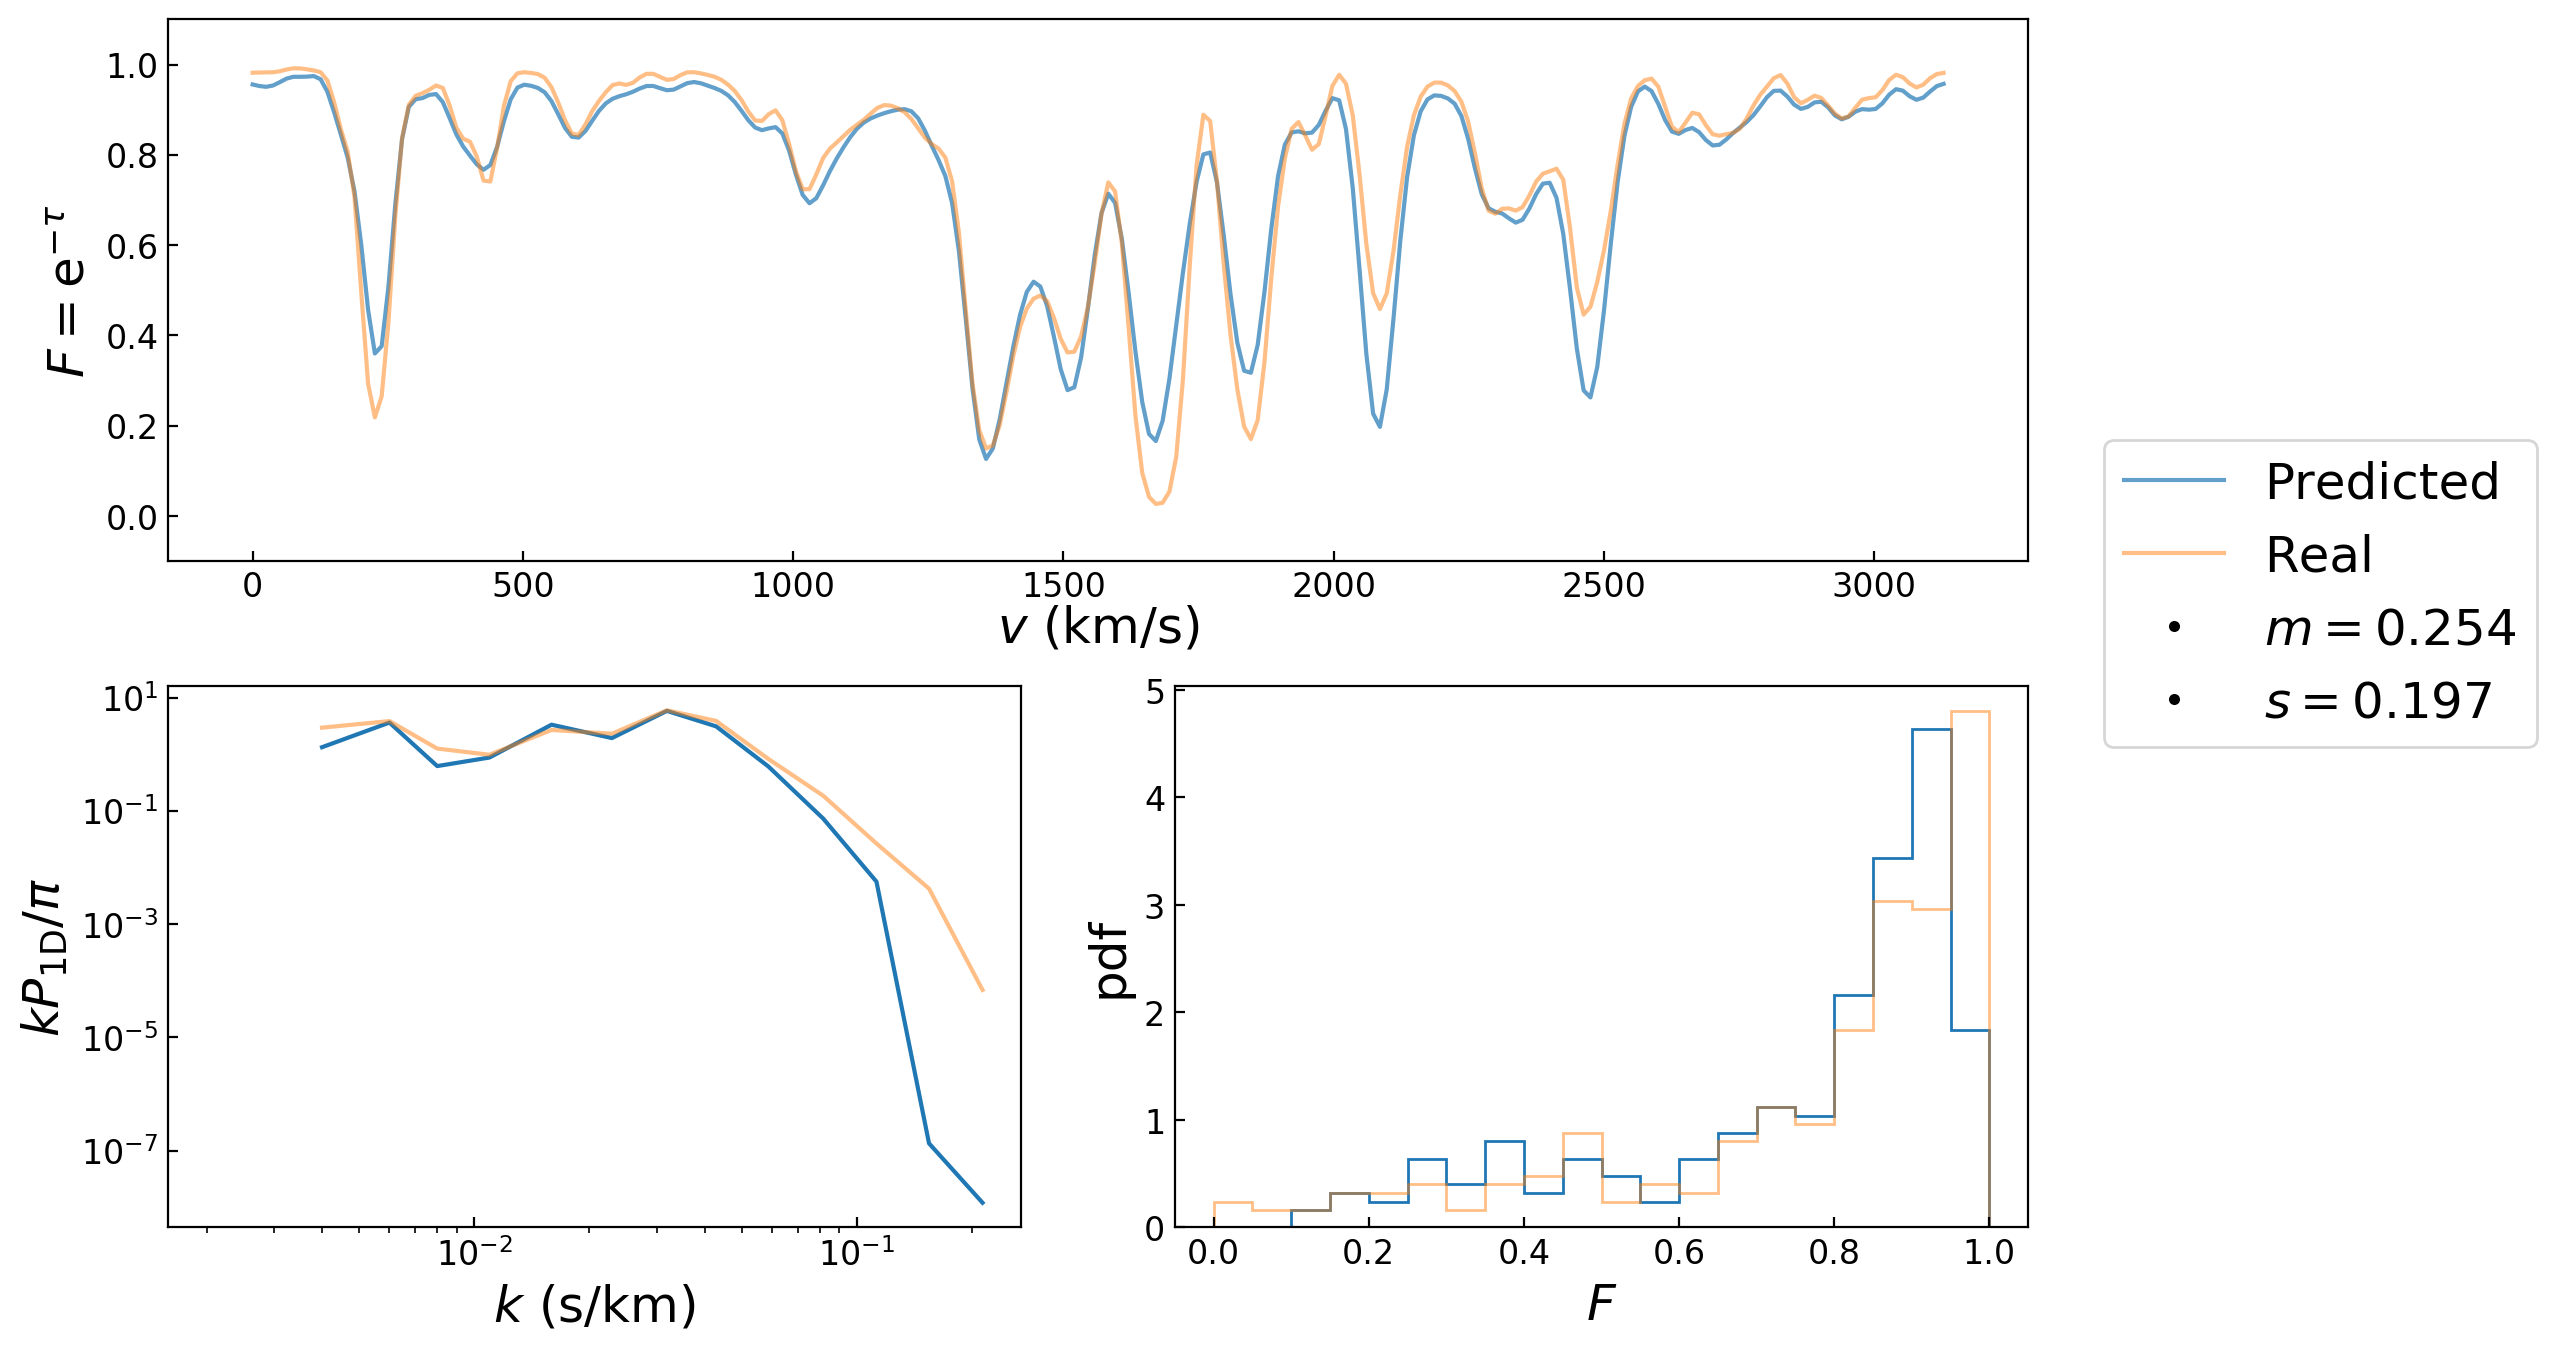 F = e^{-τ}
1.0
0.8
0.6
0.4
0.2
0.0
0 500 1000 1500 2000 2500 3000
v (km/s)
Predicted
Real
m = 0.254
s = 0.197
kP_{1D}/π
10^{1}
10^{-1}
10^{-3}
10^{-5}
10^{-7}
10^{-2} 10^{-1}
k (s/km)
pdf
5
4
3
2
1
0
0.0 0.2 0.4 0.6 0.8 1.0
F